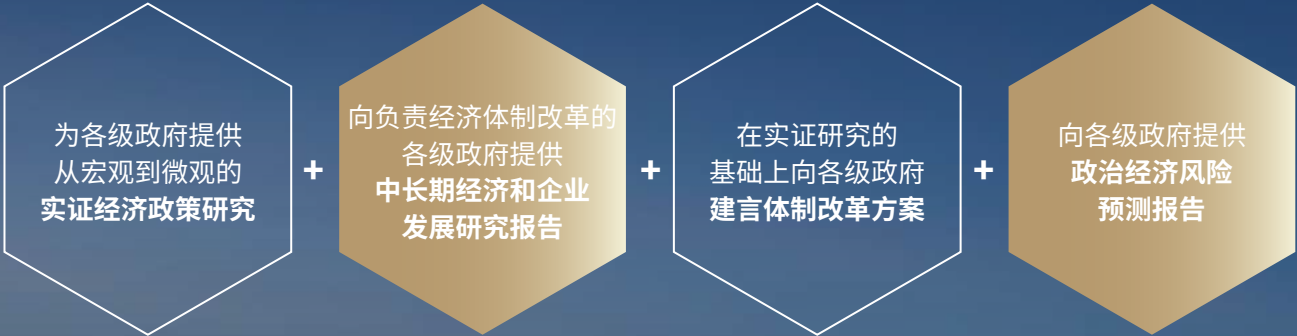 为各级政府提供
从宏观到微观的
实证经济政策研究
+
向负责经济体制改革的
各级政府提供
中长期经济和企业
发展研究报告
+
在实证研究的
基础上向各级政府
建言体制改革方案
+
向各级政府提供
政治经济风险
预测报告